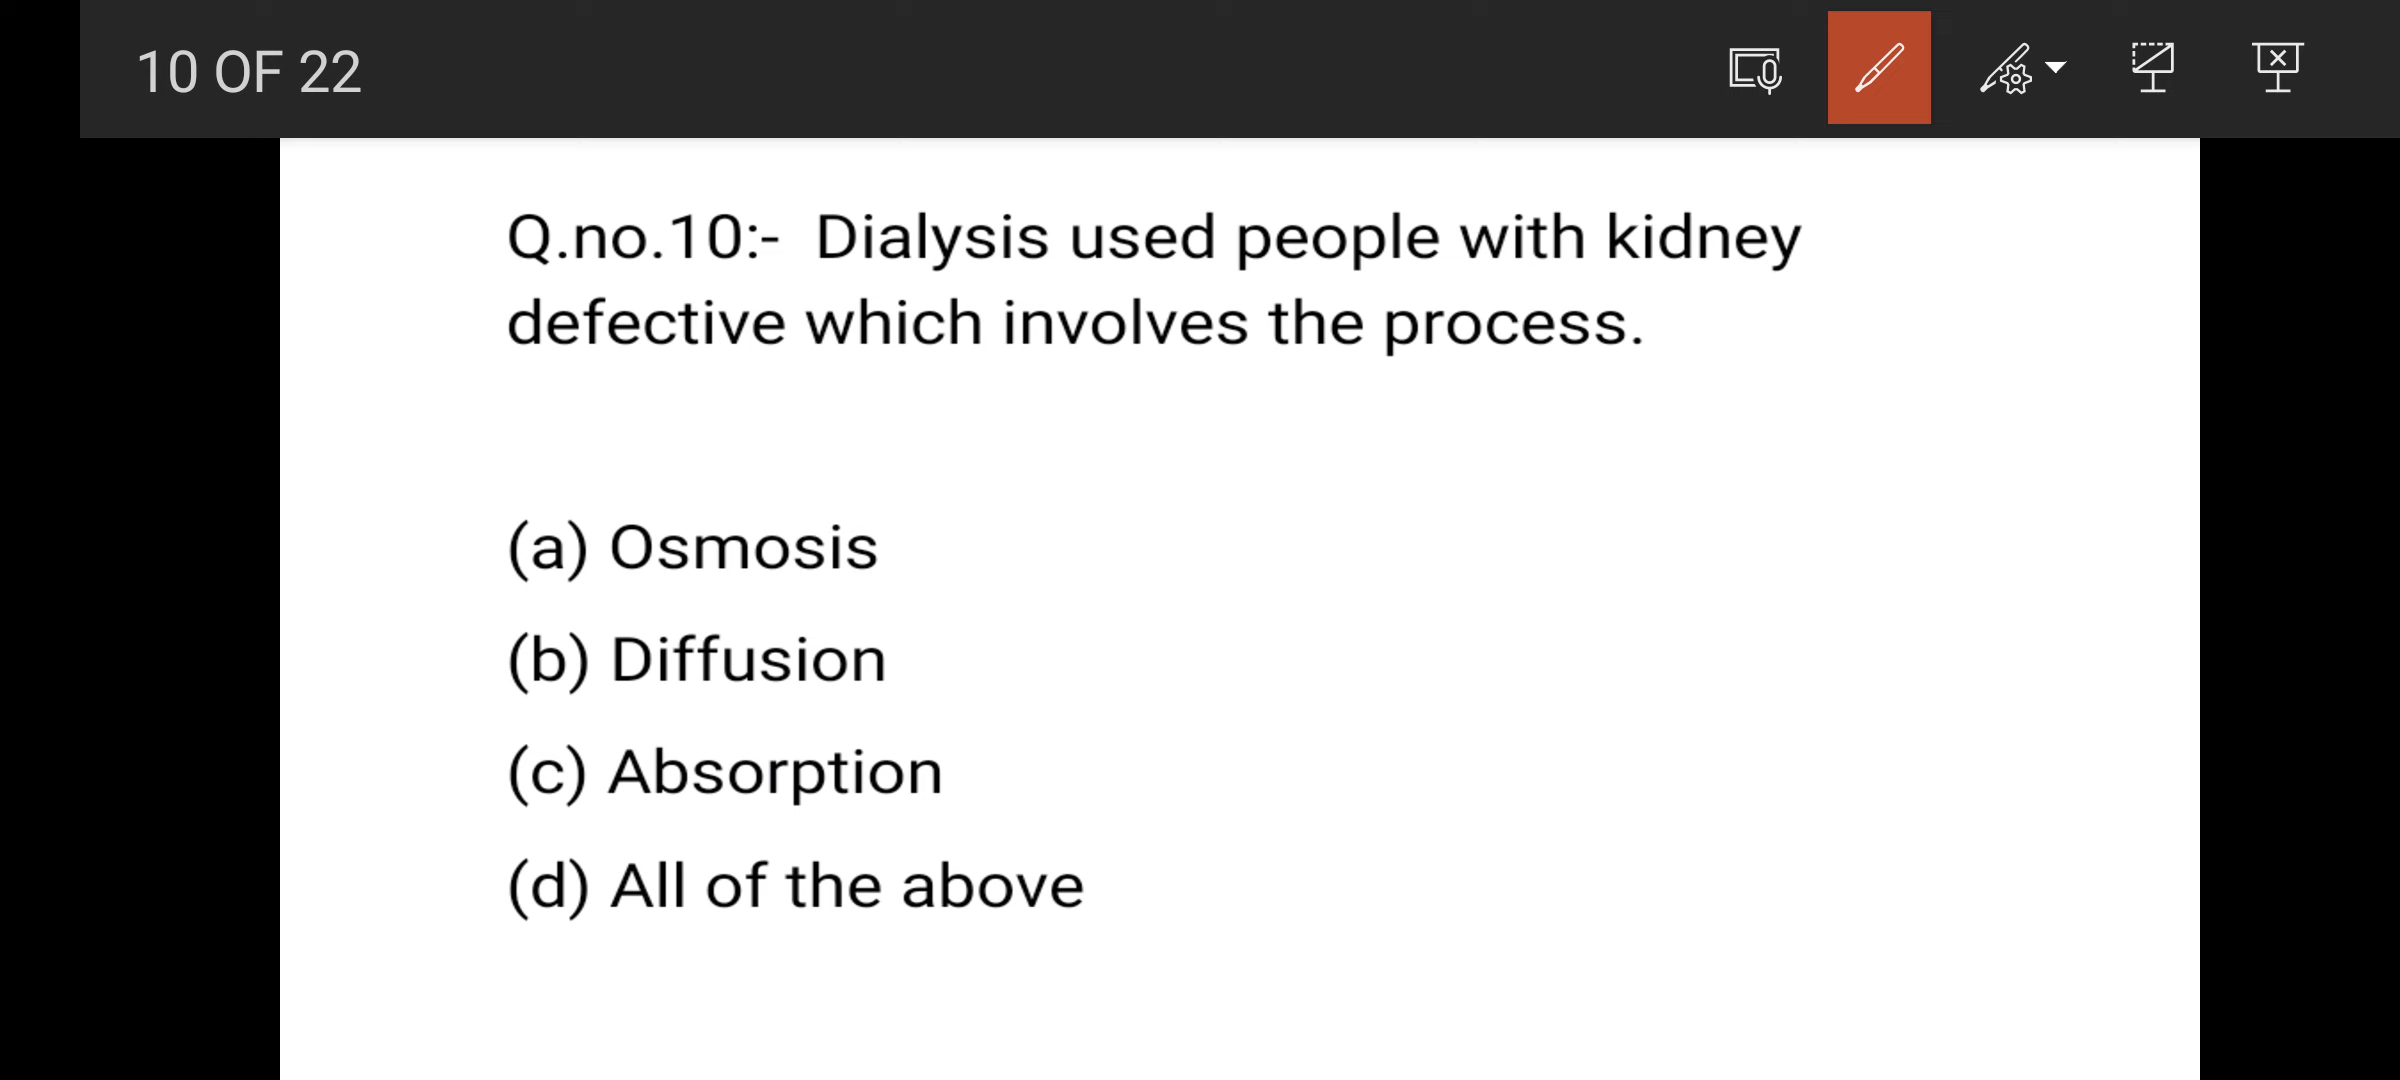 10 OF 22
Q.no.10:- Dialysis used people with kidney
defective which involves the process.
(a) Osmosis
(b) Diffusion
(c) Absorption
(d) All of the above